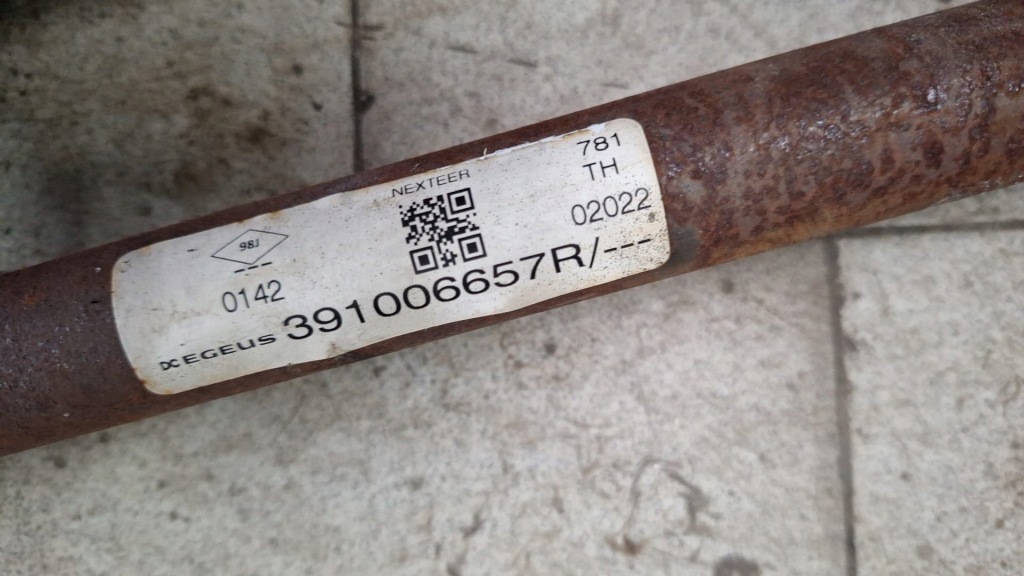 NEXTEER
781
TH
98J
---
0142
02022
DC EGEUS 391006657R/---